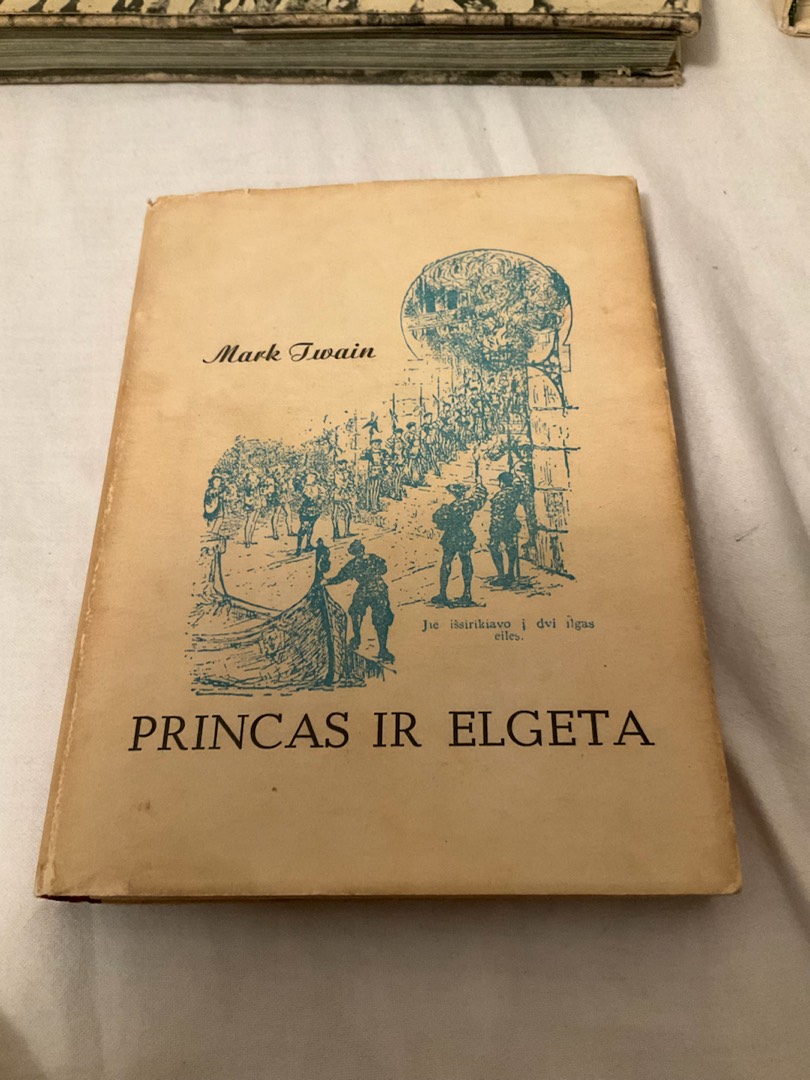 Mark Twain
Jie išsirikiavo į dvi ilgas
eiles.
PRINCAS IR ELGETA